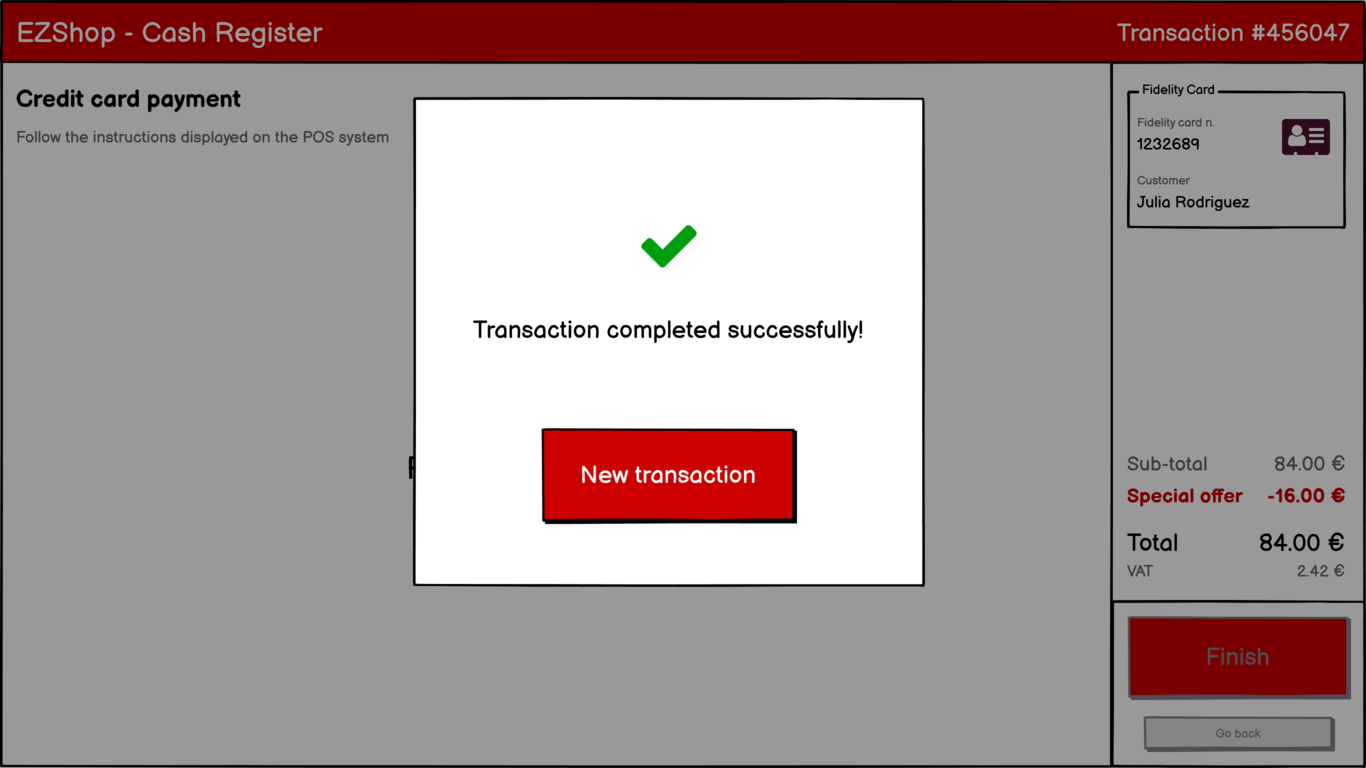 EZShop - Cash Register
Transaction #456047
Credit card payment
Follow the instructions displayed on the POS system
Transaction completed successfully!
New transaction
Fidelity Card
Fidelity card n.
1232689
Customer
Julia Rodriguez
Sub-total 84.00 €
Special offer -16.00 €
Total 84.00 €
VAT 2.42 €
Finish
Go back